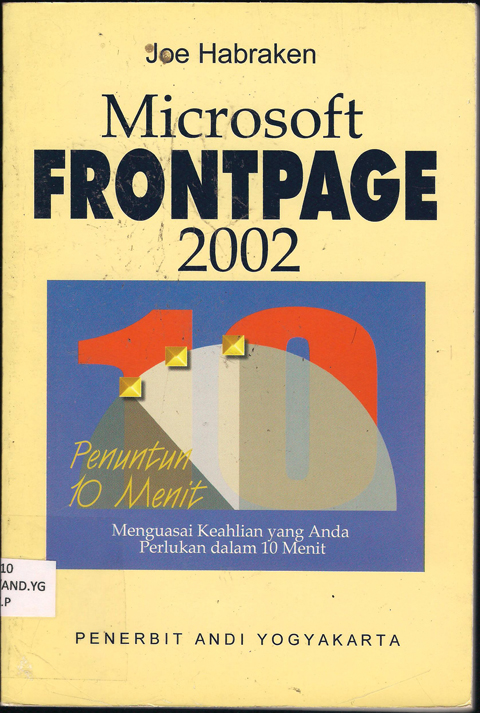 Joe Habraken
Microsoft
FRONTPAGE
2002
10
Penuntun
10 Menit
Menguasai Keahlian yang Anda
Perlukan dalam 10 Menit
10
/AND.YG
.P
PENERBIT ANDI YOGYAKARTA